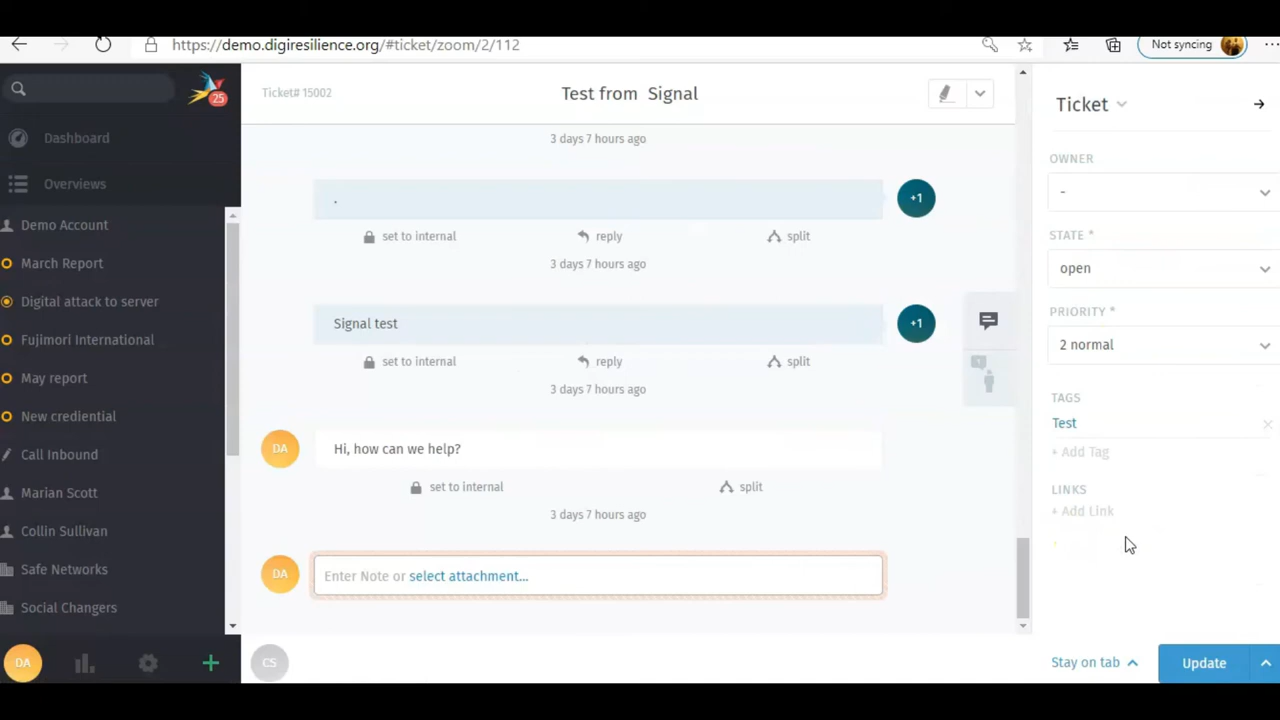 https://demo.digiresilience.org/#ticket/zoom/2/112
Not syncing
25
Dashboard
Overviews
Demo Account
March Report
Digital attack to server
Fujimori International
May report
New crediential
Call Inbound
Marian Scott
Collin Sullivan
Safe Networks
Social Changers
DA
Ticket# 15002
Test from Signal
3 days 7 hours ago
.
+1
set to internal
reply
split
3 days 7 hours ago
Signal test
+1
set to internal
reply
split
3 days 7 hours ago
DA
Hi, how can we help?
set to internal
split
3 days 7 hours ago
DA
Enter Note or select attachment...
CS
Ticket
OWNER
-
STATE *
open
PRIORITY *
2 normal
TAGS
Test
+ Add Tag
LINKS
+ Add Link
Stay on tab
Update